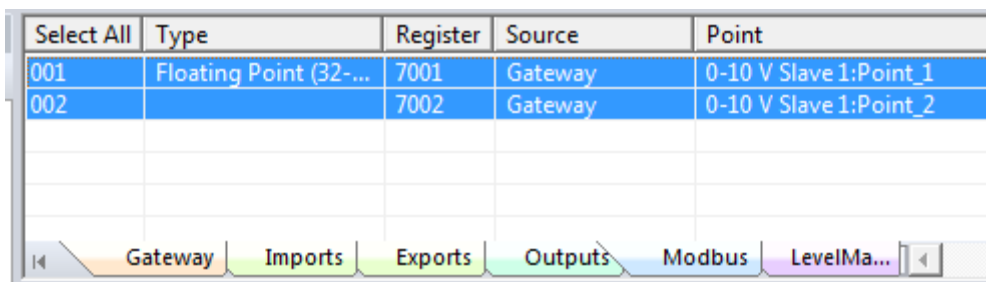 Select All Type Register Source Point
001 Floating Point (32-... 7001 Gateway 0-10 V Slave 1:Point_1
002 7002 Gateway 0-10 V Slave 1:Point_2
Gateway Imports Exports Outputs Modbus LevelMa...